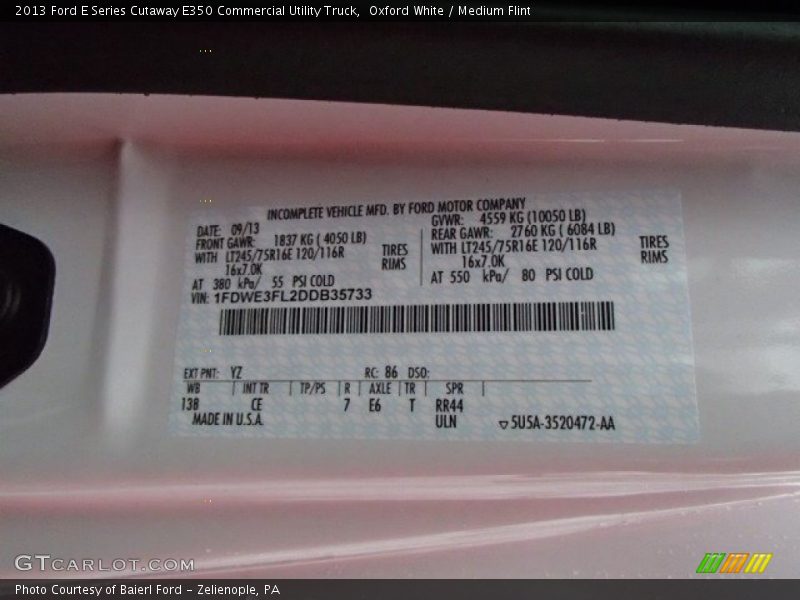 2013 Ford E Series Cutaway E350 Commercial Utility Truck, Oxford White / Medium Flint
INCOMPLETE VEHICLE MFD. BY FORD MOTOR COMPANY
DATE: 09/13 GVWR: 4559 KG (10050 LB)
FRONT GAWR: 1837 KG ( 4050 LB) REAR GAWR: 2760 KG ( 6084 LB)
WITH LT245/75R16E 120/116R TIRES WITH LT245/75R16E 120/116R TIRES
16x7.0K RIMS 16x7.0K RIMS
AT 380 kPa/ 55 PSI COLD AT 550 kPa/ 80 PSI COLD
VIN: 1FDWE3FL2DDB35733
EXT PNT: YZ RC: 86 DSO:
WB | INT TR | TP/PS | R | AXLE | TR | SPR |
138 CE 7 E6 T RR44
MADE IN U.S.A. ULN ▽5U5A-3520472-AA
GTCARLOT.COM
Photo Courtesy of Baierl Ford - Zelienople, PA